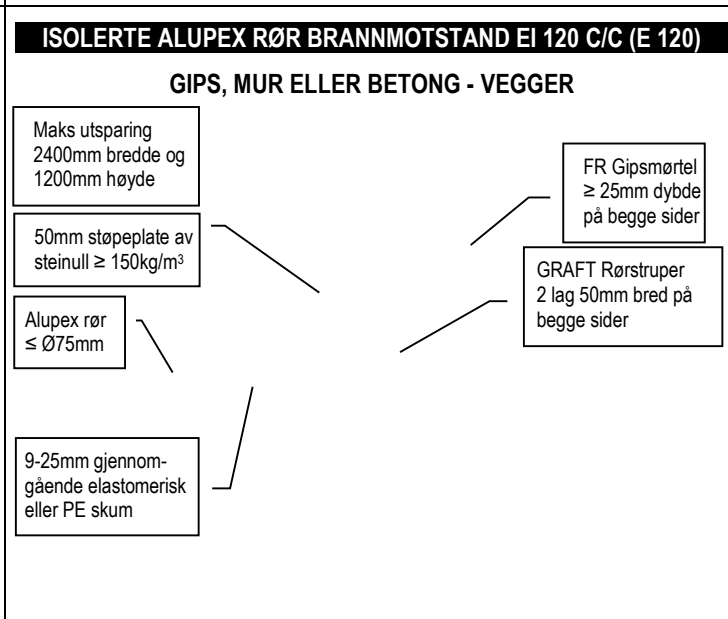 ISOLERTE ALUPEX RØR BRANNMOTSTAND EI 120 C/C (E 120)
GIPS, MUR ELLER BETONG - VEGGER
Maks utsparing
2400mm bredde og
1200mm høyde
50mm støpeplate av
steinull ≥ 150kg/m³
Alupex rør
≤ Ø75mm
9-25mm gjennom-
gående elastomerisk
eller PE skum
FR Gipsmørtel
≥ 25mm dybde
på begge sider
GRAFT Rørstruper
2 lag 50mm bred på
begge sider